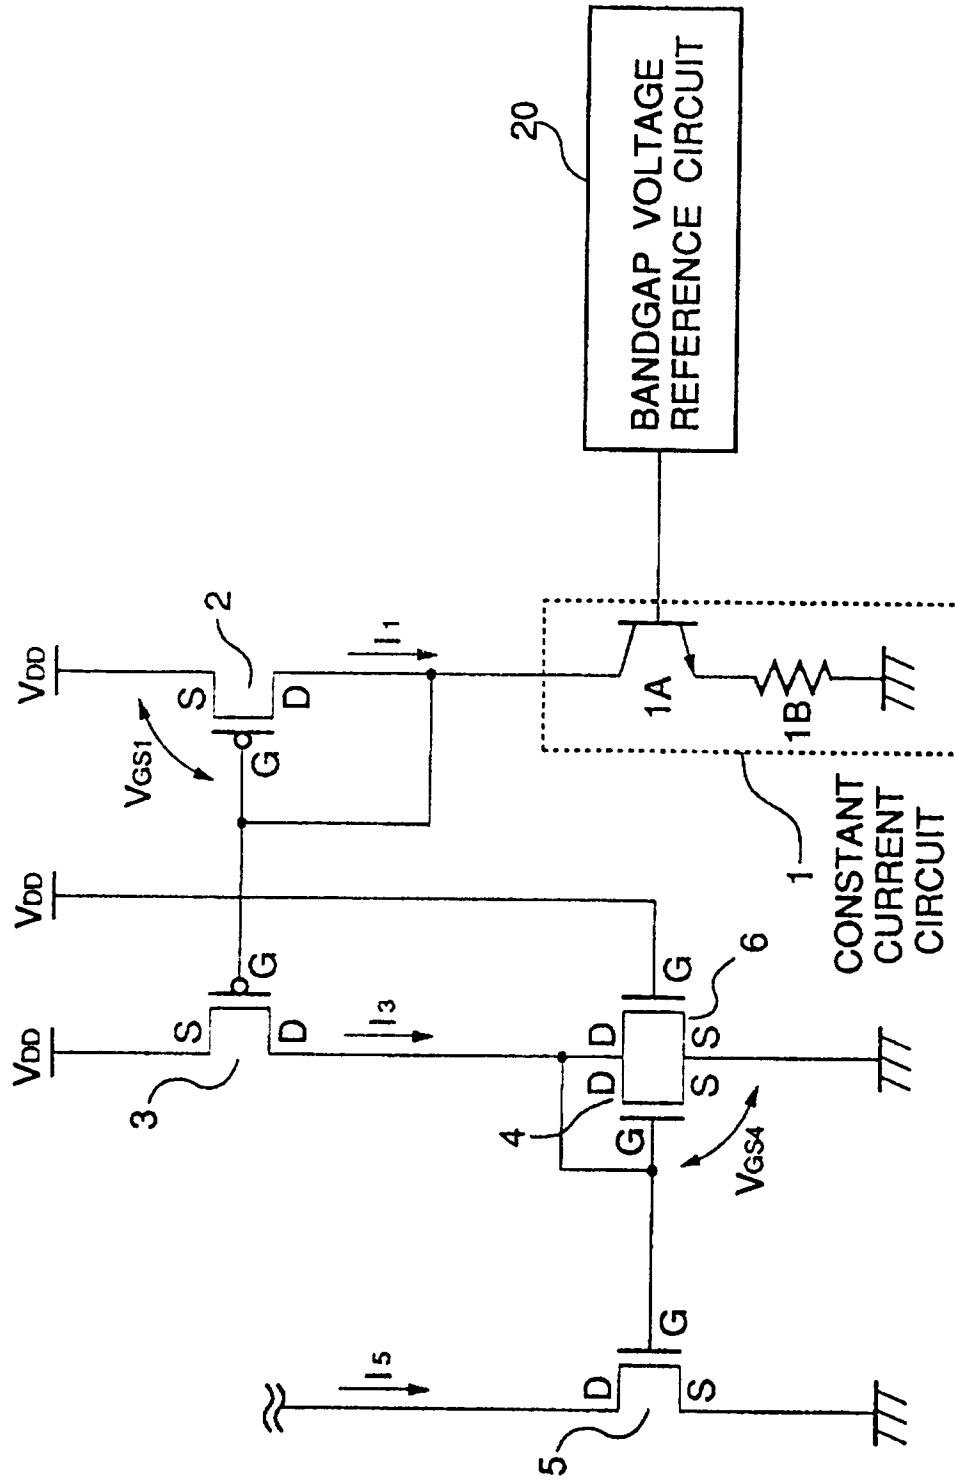 VDD
VDD
VDD
S
2
D
VGS1
G
I1
S
G
D
3
I3
20
BANDGAP VOLTAGE
REFERENCE CIRCUIT
1A
1B
1
CONSTANT
CURRENT
CIRCUIT
D
D
G
6
4
G
S
S
VGS4
I5
D
G
S
5